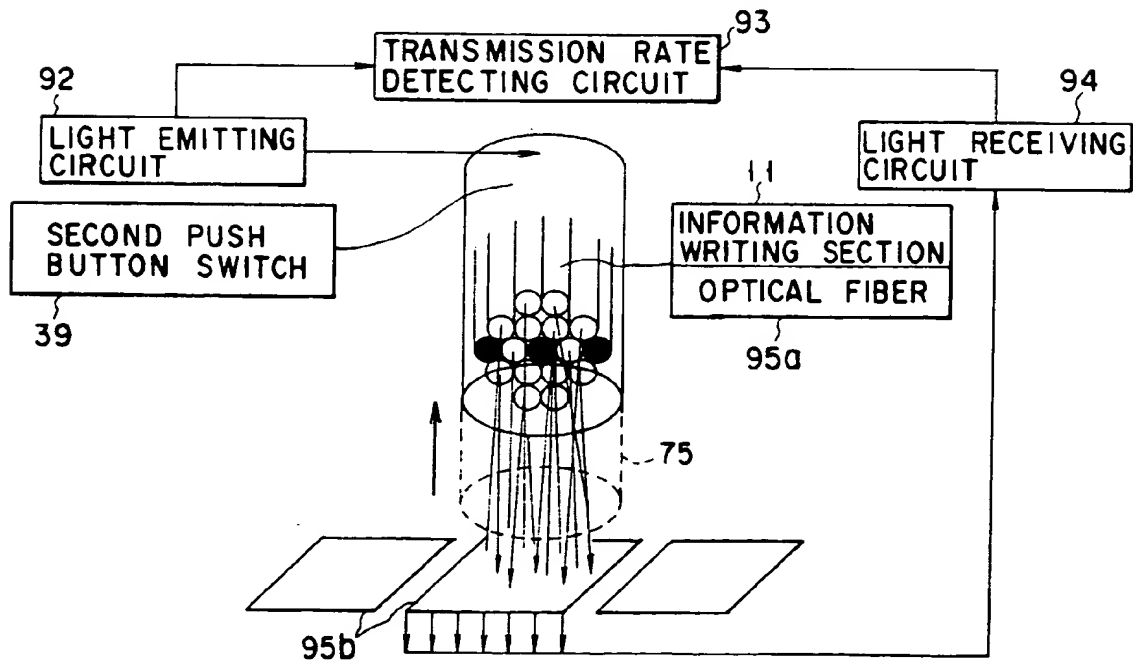 93
TRANSMISSION RATE
DETECTING CIRCUIT
92
LIGHT EMITTING
CIRCUIT
94
LIGHT RECEIVING
CIRCUIT
11
INFORMATION
WRITING SECTION
OPTICAL FIBER
95a
SECOND PUSH
BUTTON SWITCH
39
75
95b